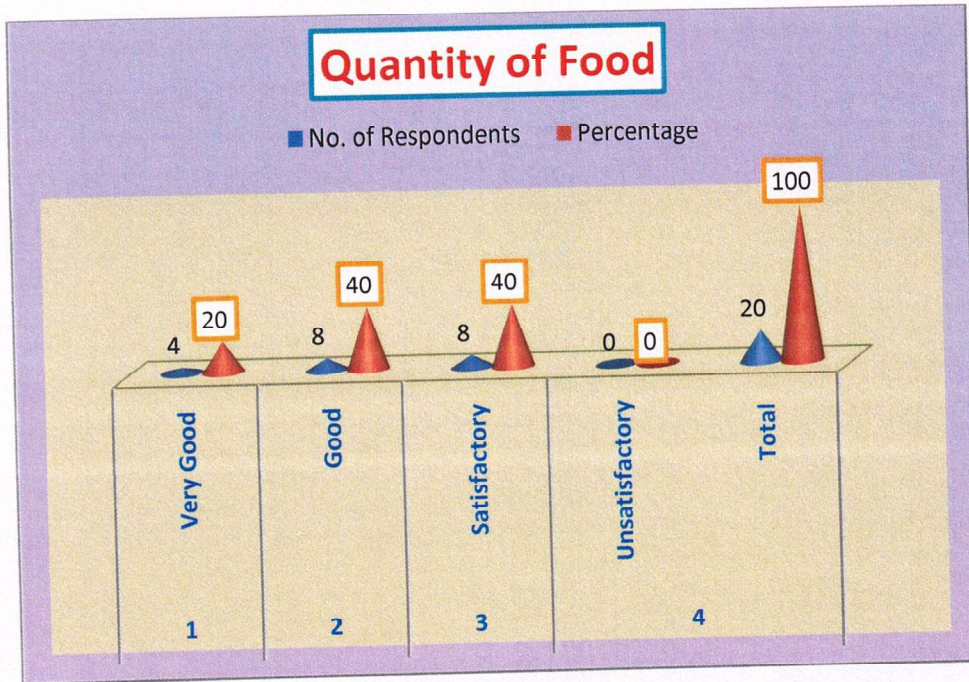 Quantity of Food
No. of Respondents Percentage
100
40
40
20
20
8
8
4
0
0
Very Good
Good
Satisfactory
Unsatisfactory
Total
1
2
3
4